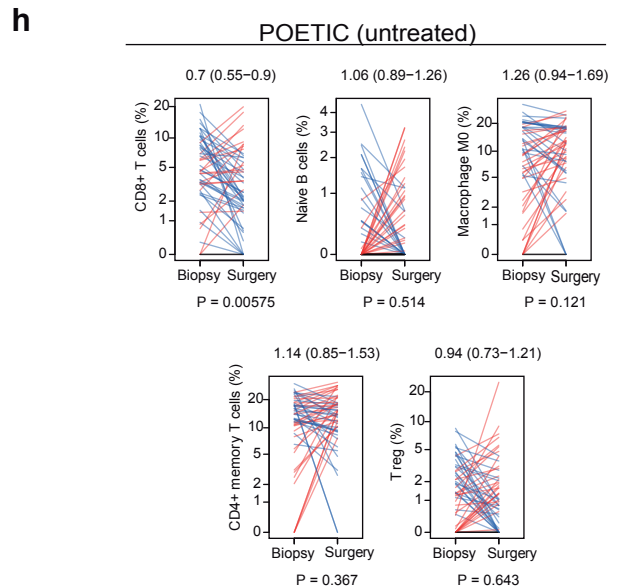 h
POETIC (untreated)
0.7 (0.55−0.9)
1.06 (0.89−1.26)
1.26 (0.94−1.69)
CD8+ T cells (%)
20
10
5
2
1
0
Biopsy Surgery
P = 0.00575
Naive B cells (%)
4
3
2
1
0
Biopsy Surgery
P = 0.514
Macrophage M0 (%)
20
10
5
2
1
0
Biopsy Surgery
P = 0.121
1.14 (0.85−1.53)
0.94 (0.73−1.21)
CD4+ memory T cells (%)
20
10
5
2
1
0
Biopsy Surgery
P = 0.367
T reg (%)
20
10
5
2
1
0
Biopsy Surgery
P = 0.643